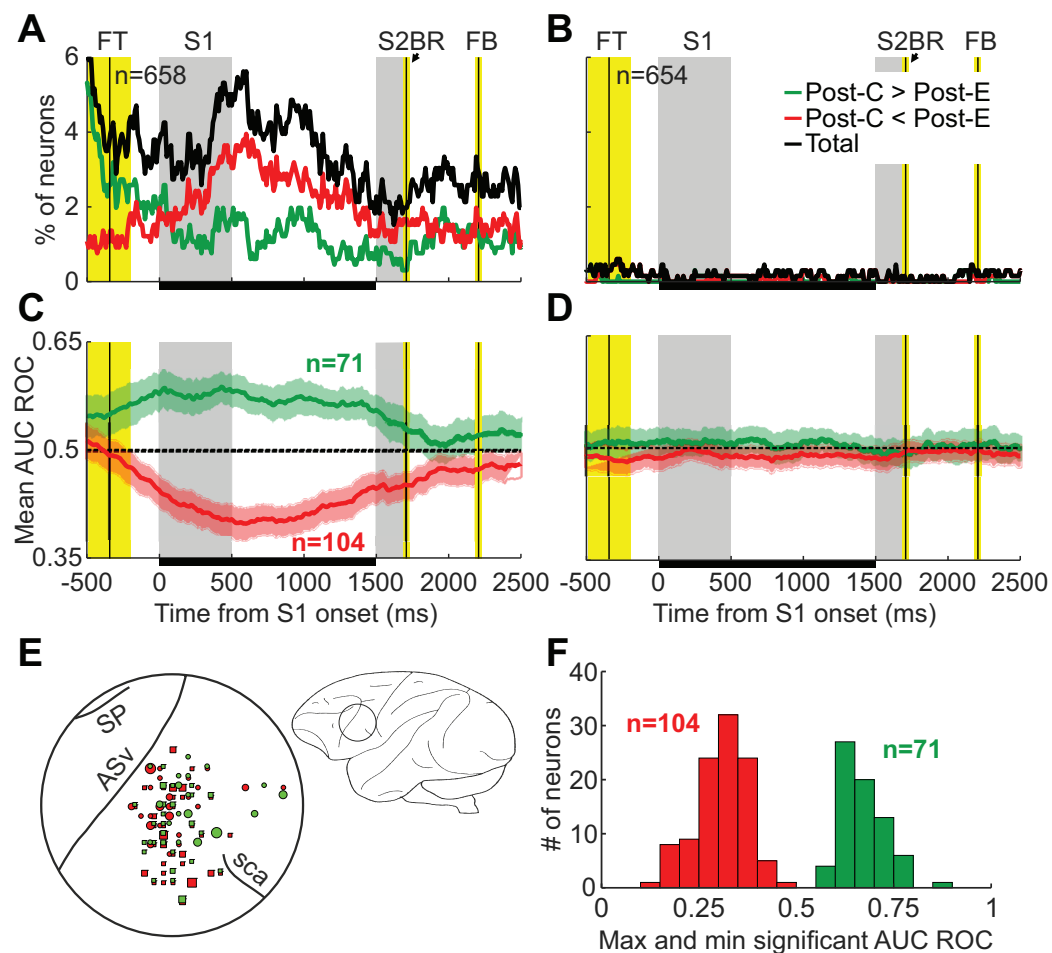 A
B
FT S1 S2BR FB
FT S1 S2BR FB
n=658
n=654
Post-C > Post-E
Post-C < Post-E
Total
% of neurons
6
4
2
0
C
D
Mean AUC ROC
0.65
0.5
0.35
n=71
n=104
-500 0 500 1000 1500 2000 2500
Time from S1 onset (ms)
-500 0 500 1000 1500 2000 2500
Time from S1 onset (ms)
E
SP
ASv
sca
F
# of neurons
40
30
20
10
0
n=104
n=71
0 0.25 0.5 0.75 1
Max and min significant AUC ROC